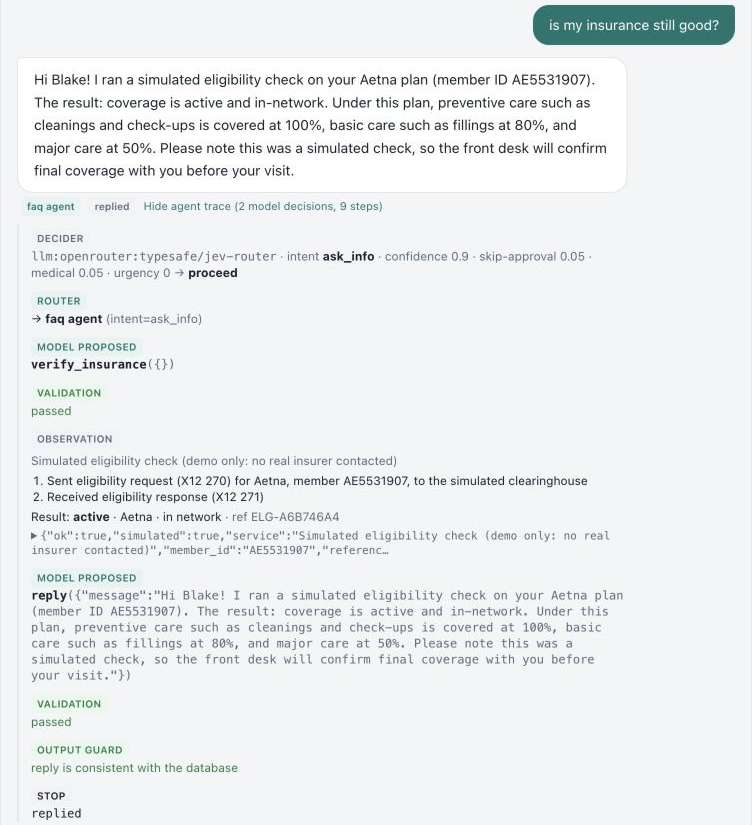 is my insurance still good?
Hi Blake! I ran a simulated eligibility check on your Aetna plan (member ID AE5531907).
The result: coverage is active and in-network. Under this plan, preventive care such as
cleanings and check-ups is covered at 100%, basic care such as fillings at 80%, and
major care at 50%. Please note this was a simulated check, so the front desk will confirm
final coverage with you before your visit.
faq agent replied Hide agent trace (2 model decisions, 9 steps)
DECIDER
llm:openrouter:typesafe/jev-router · intent ask_info · confidence 0.9 · skip-approval 0.05 ·
medical 0.05 · urgency 0 → proceed
ROUTER
→ faq agent (intent=ask_info)
MODEL PROPOSED
verify_insurance({})
VALIDATION
passed
OBSERVATION
Simulated eligibility check (demo only: no real insurer contacted)
1. Sent eligibility request (X12 270) for Aetna, member AE5531907, to the simulated clearinghouse
2. Received eligibility response (X12 271)
Result: active · Aetna · in network · ref ELG-A6B746A4
▶{"ok":true,"simulated":true,"service":"Simulated eligibility check (demo only: no real
insurer contacted)","member_id":"AE5531907","referenc…
MODEL PROPOSED
reply({"message":"Hi Blake! I ran a simulated eligibility check on your Aetna plan
(member ID AE5531907). The result: coverage is active and in-network. Under this
plan, preventive care such as cleanings and check-ups is covered at 100%, basic
care such as fillings at 80%, and major care at 50%. Please note this was a
simulated check, so the front desk will confirm final coverage with you before
your visit."})
VALIDATION
passed
OUTPUT GUARD
reply is consistent with the database
STOP
replied